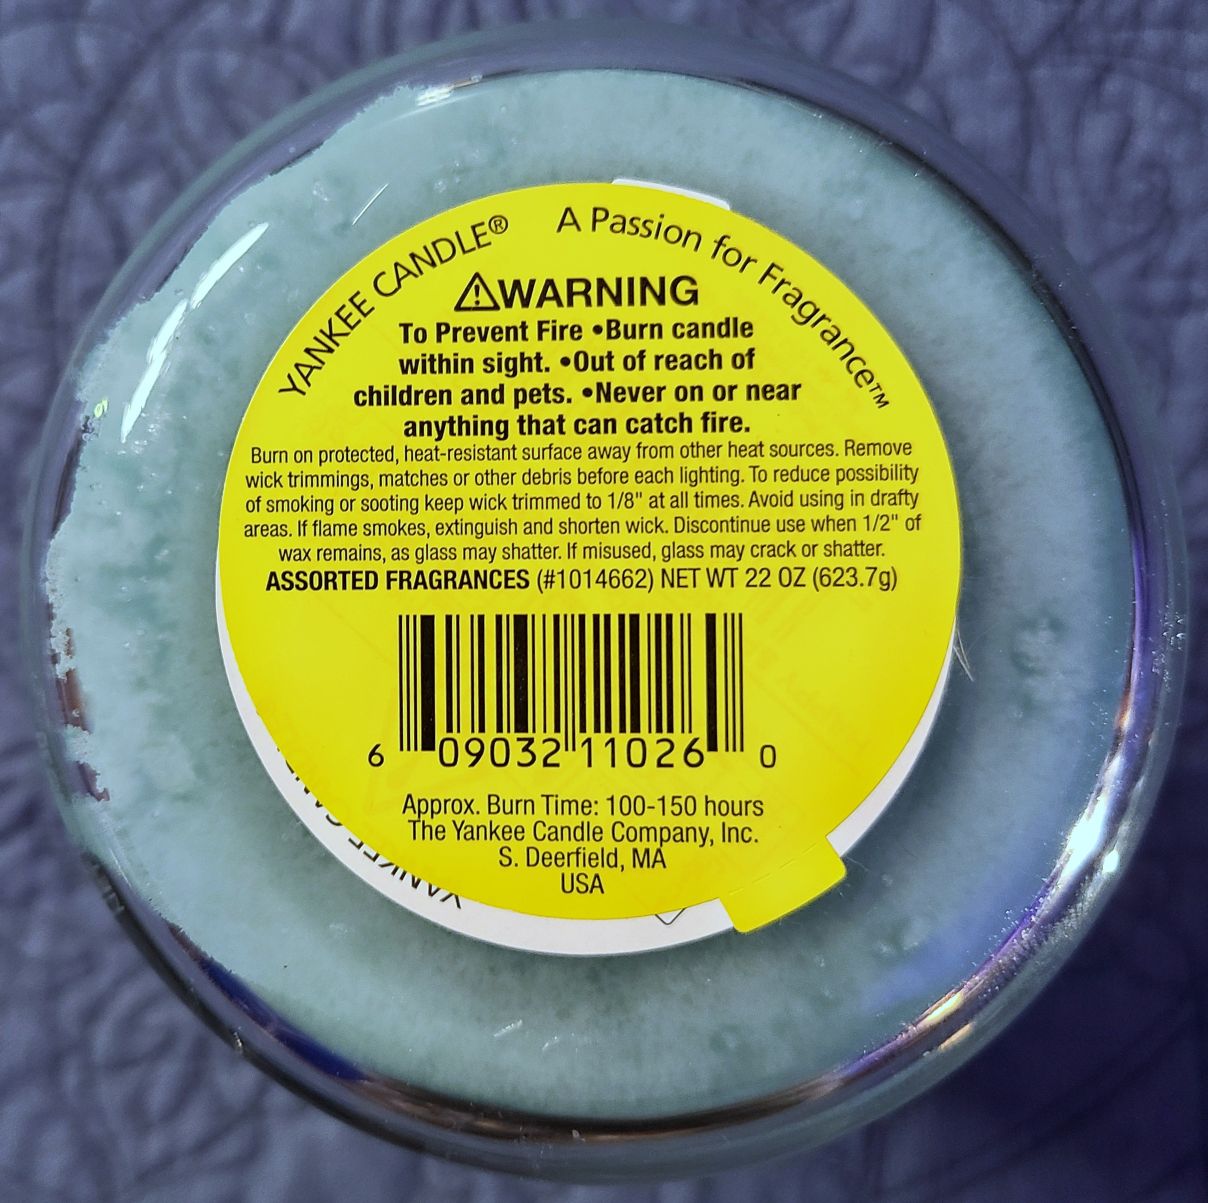 YANKEE CANDLE® A Passion for Fragrance™
⚠WARNING
To Prevent Fire •Burn candle
within sight. •Out of reach of
children and pets. •Never on or near
anything that can catch fire.
Burn on protected, heat-resistant surface away from other heat sources. Remove
wick trimmings, matches or other debris before each lighting. To reduce possibility
of smoking or sooting keep wick trimmed to 1/8" at all times. Avoid using in drafty
areas. If flame smokes, extinguish and shorten wick. Discontinue use when 1/2" of
wax remains, as glass may shatter. If misused, glass may crack or shatter.
ASSORTED FRAGRANCES (#1014662) NET WT 22 OZ (623.7g)
6 09032 11026 0
Approx. Burn Time: 100-150 hours
The Yankee Candle Company, Inc.
S. Deerfield, MA
USA
YANKEE